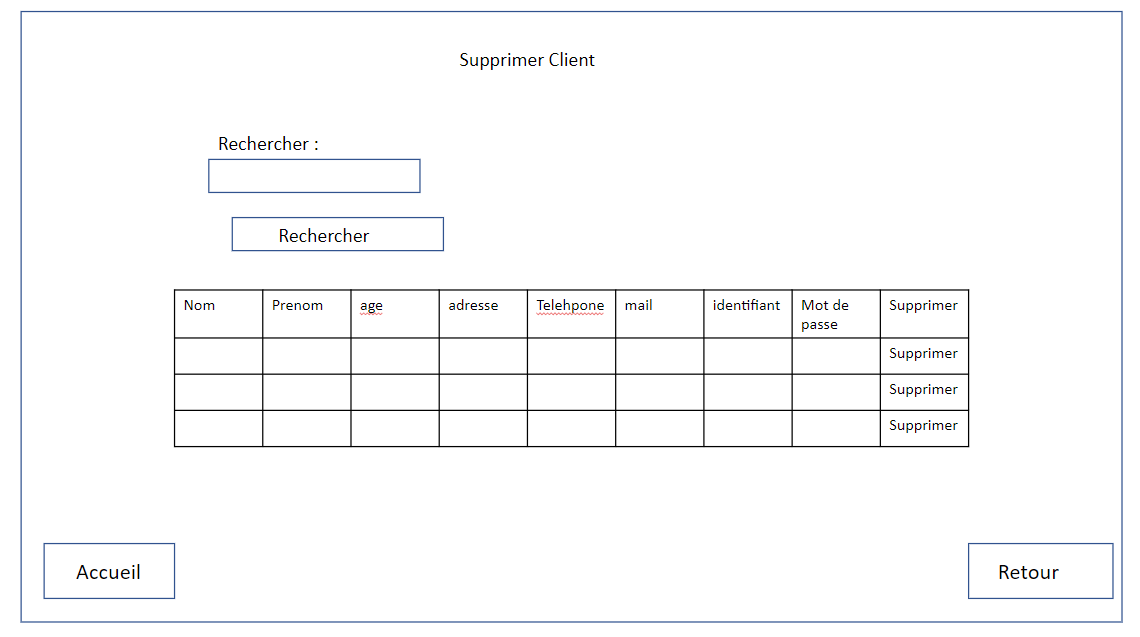 Supprimer Client
Rechercher :
Rechercher
Nom Prenom age adresse Telehpone mail identifiant Mot de passe Supprimer
Supprimer
Supprimer
Supprimer
Accueil Retour